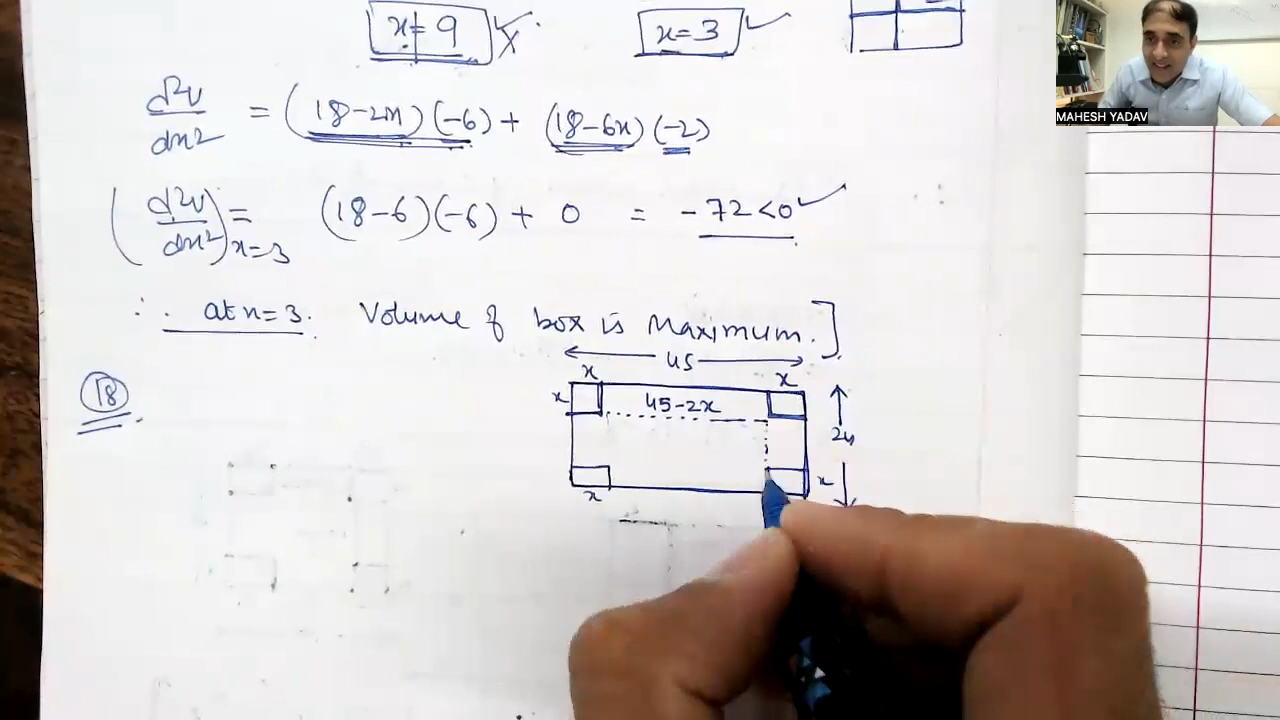 x≠9 x=3
MAHESH YADAV
d²v/dx² = (18-2x)(-6) + (18-6x)(-2)
(d²v/dx²)x=3 = (18-6)(-6) + 0 = -72<0
∴ at x=3. Volume of box is Maximum.]
45
18
x x
x 45-2x
24
x
x